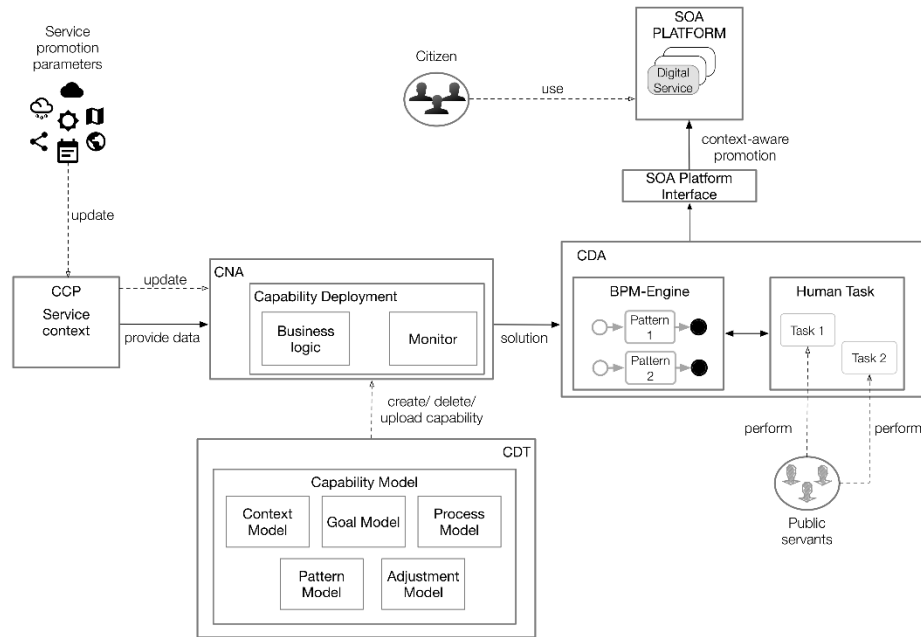 Service
promotion
parameters
SOA
PLATFORM
Digital
Service
Citizen
use
context-aware
promotion
SOA Platform
Interface
update
CCP
Service
context
update
provide data
CNA
Capability Deployment
Business
logic
Monitor
solution
CDA
BPM-Engine
Pattern
1
Pattern
2
Human Task
Task 1
Task 2
create/ delete/
upload capability
perform
perform
Public
servants
CDT
Capability Model
Context
Model
Goal Model
Process
Model
Pattern
Model
Adjustment
Model